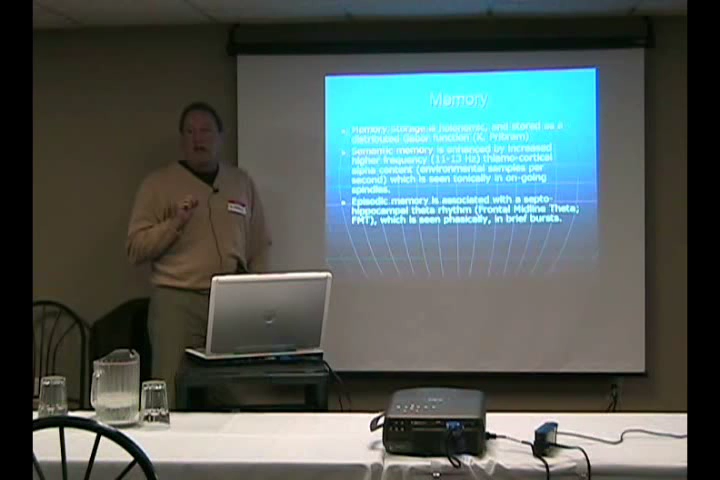 Memory
Memory storage is holonomic, and stored as a
distributed Gabor function (K. Pribram)
Semantic memory is enhanced by increased
higher frequency (11-13 Hz) thlamo-cortical
alpha content (environmental samples per
second) which is seen tonically in on-going
spindles.
Episodic memory is associated with a septo-
hippocampal theta rhythm (Frontal Midline Theta;
FMT), which is seen phasically, in brief bursts.